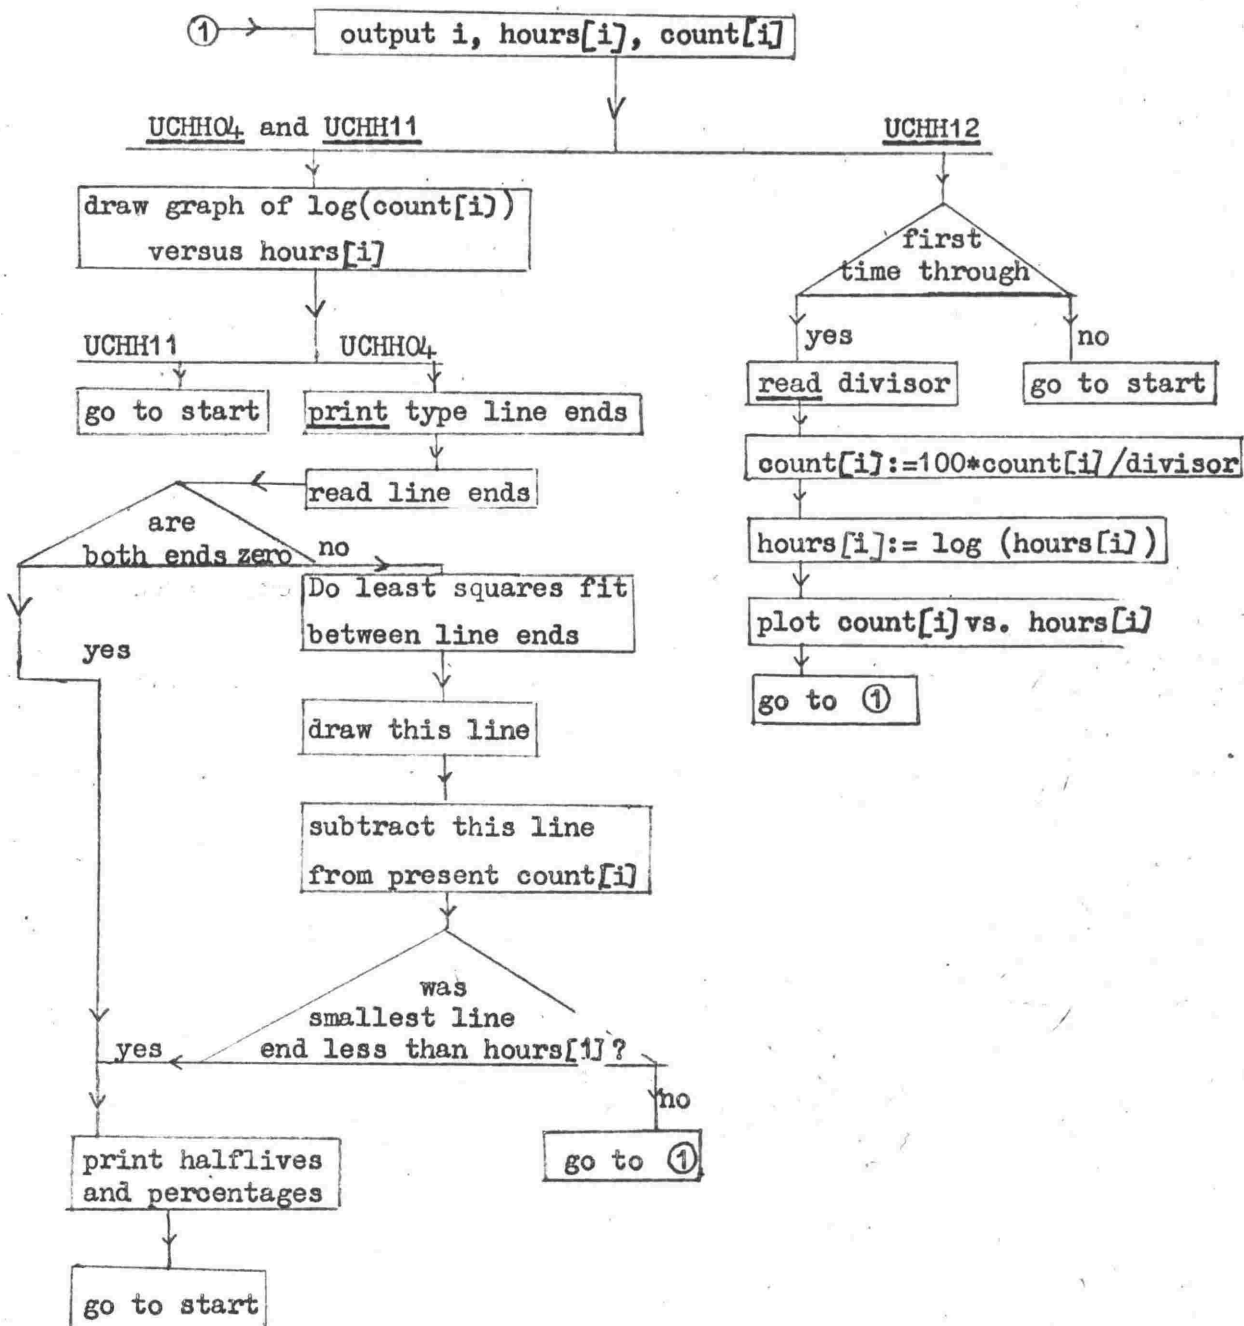 ① output i, hours[i], count[i]
UCHH04 and UCHH11
UCHH12
draw graph of log(count[i])
versus hours[i]
first
time through
UCHH11
UCHH04
yes
no
go to start
print type line ends
read divisor
go to start
read line ends
count[i]:=100*count[i]/divisor
are
both ends zero
no
hours[i]:= log (hours[i])
Do least squares fit
between line ends
plot count[i] vs. hours[i]
yes
go to ①
draw this line
subtract this line
from present count[i]
was
smallest line
end less than hours[1]?
yes
no
go to ①
print halflives
and percentages
go to start